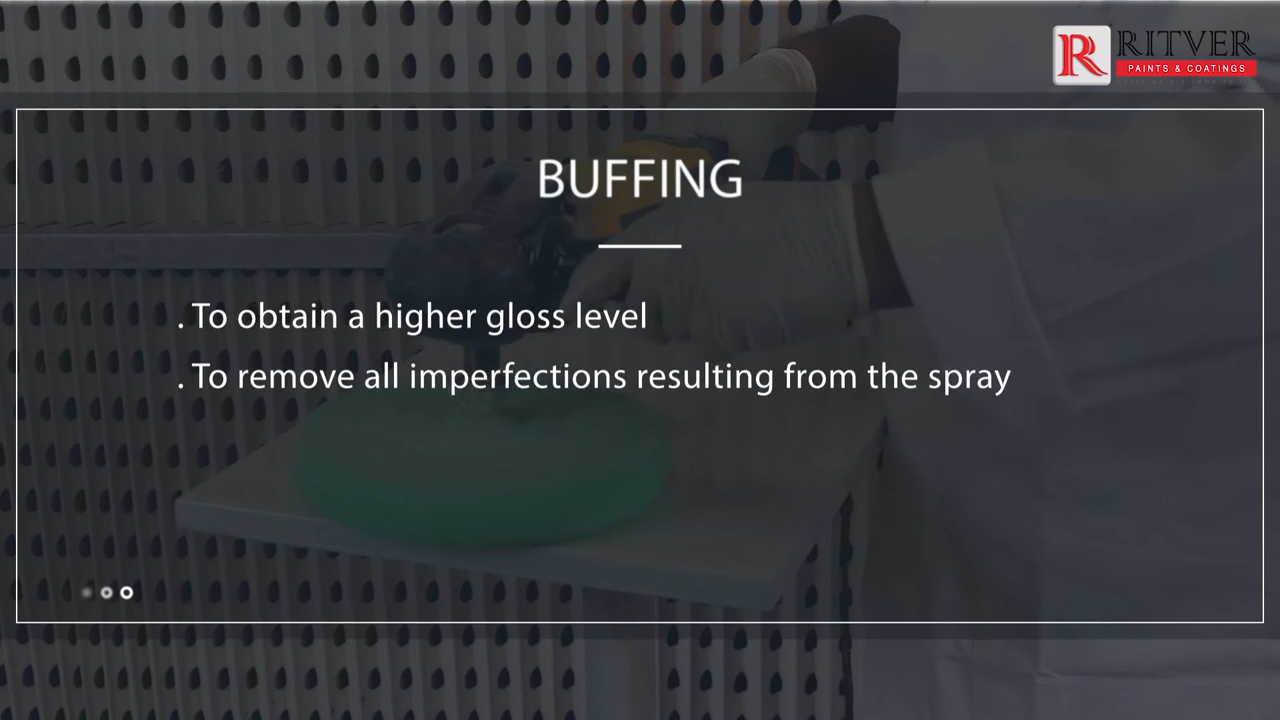 RITVER
PAINTS & COATINGS
BUFFING
. To obtain a higher gloss level
. To remove all imperfections resulting from the spray